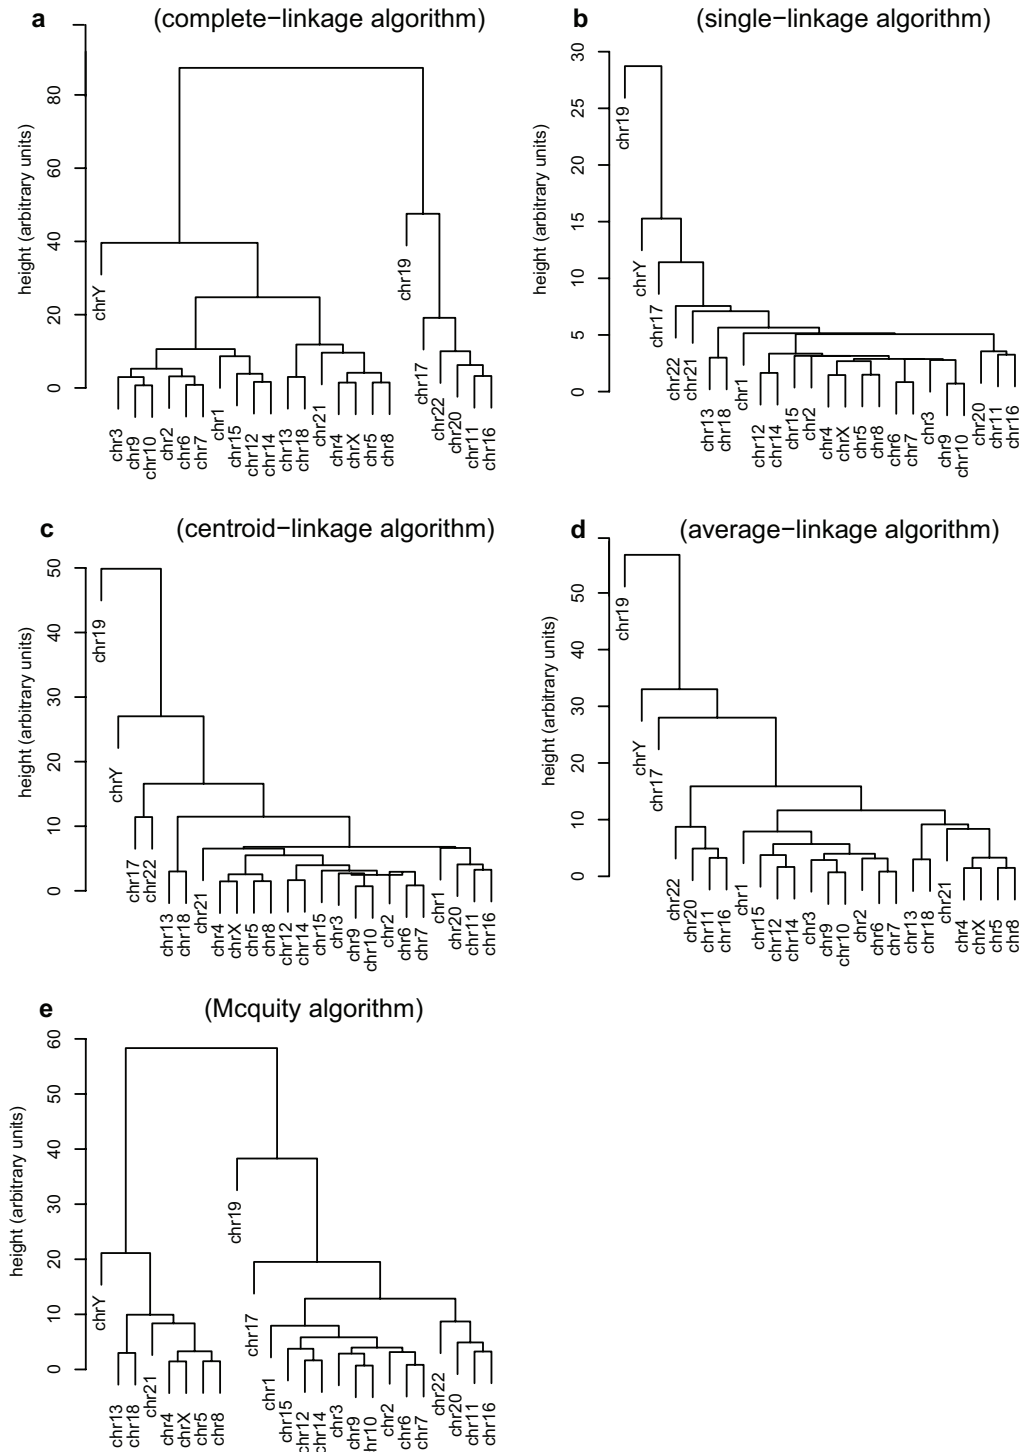 a (complete−linkage algorithm)
height (arbitrary units)
80
60
40
20
0
chrY
chr3
chr9
chr10
chr2
chr6
chr7
chr1
chr15
chr12
chr14
chr13
chr18
chr21
chr4
chrX
chr5
chr8
chr19
chr17
chr22
chr20
chr11
chr16
b (single−linkage algorithm)
height (arbitrary units)
30
25
20
15
10
5
0
chr19
chrY
chr17
chr22
chr21
chr13
chr18
chr1
chr12
chr14
chr15
chr2
chr4
chrX
chr5
chr8
chr6
chr7
chr3
chr9
chr10
chr20
chr11
chr16
c (centroid−linkage algorithm)
height (arbitrary units)
50
40
30
20
10
0
chr19
chrY
chr17
chr22
chr13
chr18
chr21
chr4
chrX
chr5
chr8
chr12
chr14
chr15
chr3
chr9
chr10
chr2
chr6
chr7
chr1
chr20
chr11
chr16
d (average−linkage algorithm)
height (arbitrary units)
50
40
30
20
10
0
chr19
chrY
chr17
chr22
chr20
chr11
chr16
chr1
chr15
chr12
chr14
chr3
chr9
chr10
chr2
chr6
chr7
chr13
chr18
chr21
chr4
chrX
chr5
chr8
e (Mcquity algorithm)
height (arbitrary units)
60
50
40
30
20
10
0
chrY
chr13
chr18
chr21
chr4
chrX
chr5
chr8
chr19
chr17
chr1
chr15
chr12
chr14
chr3
chr9
chr10
chr2
chr6
chr7
chr22
chr20
chr11
chr16